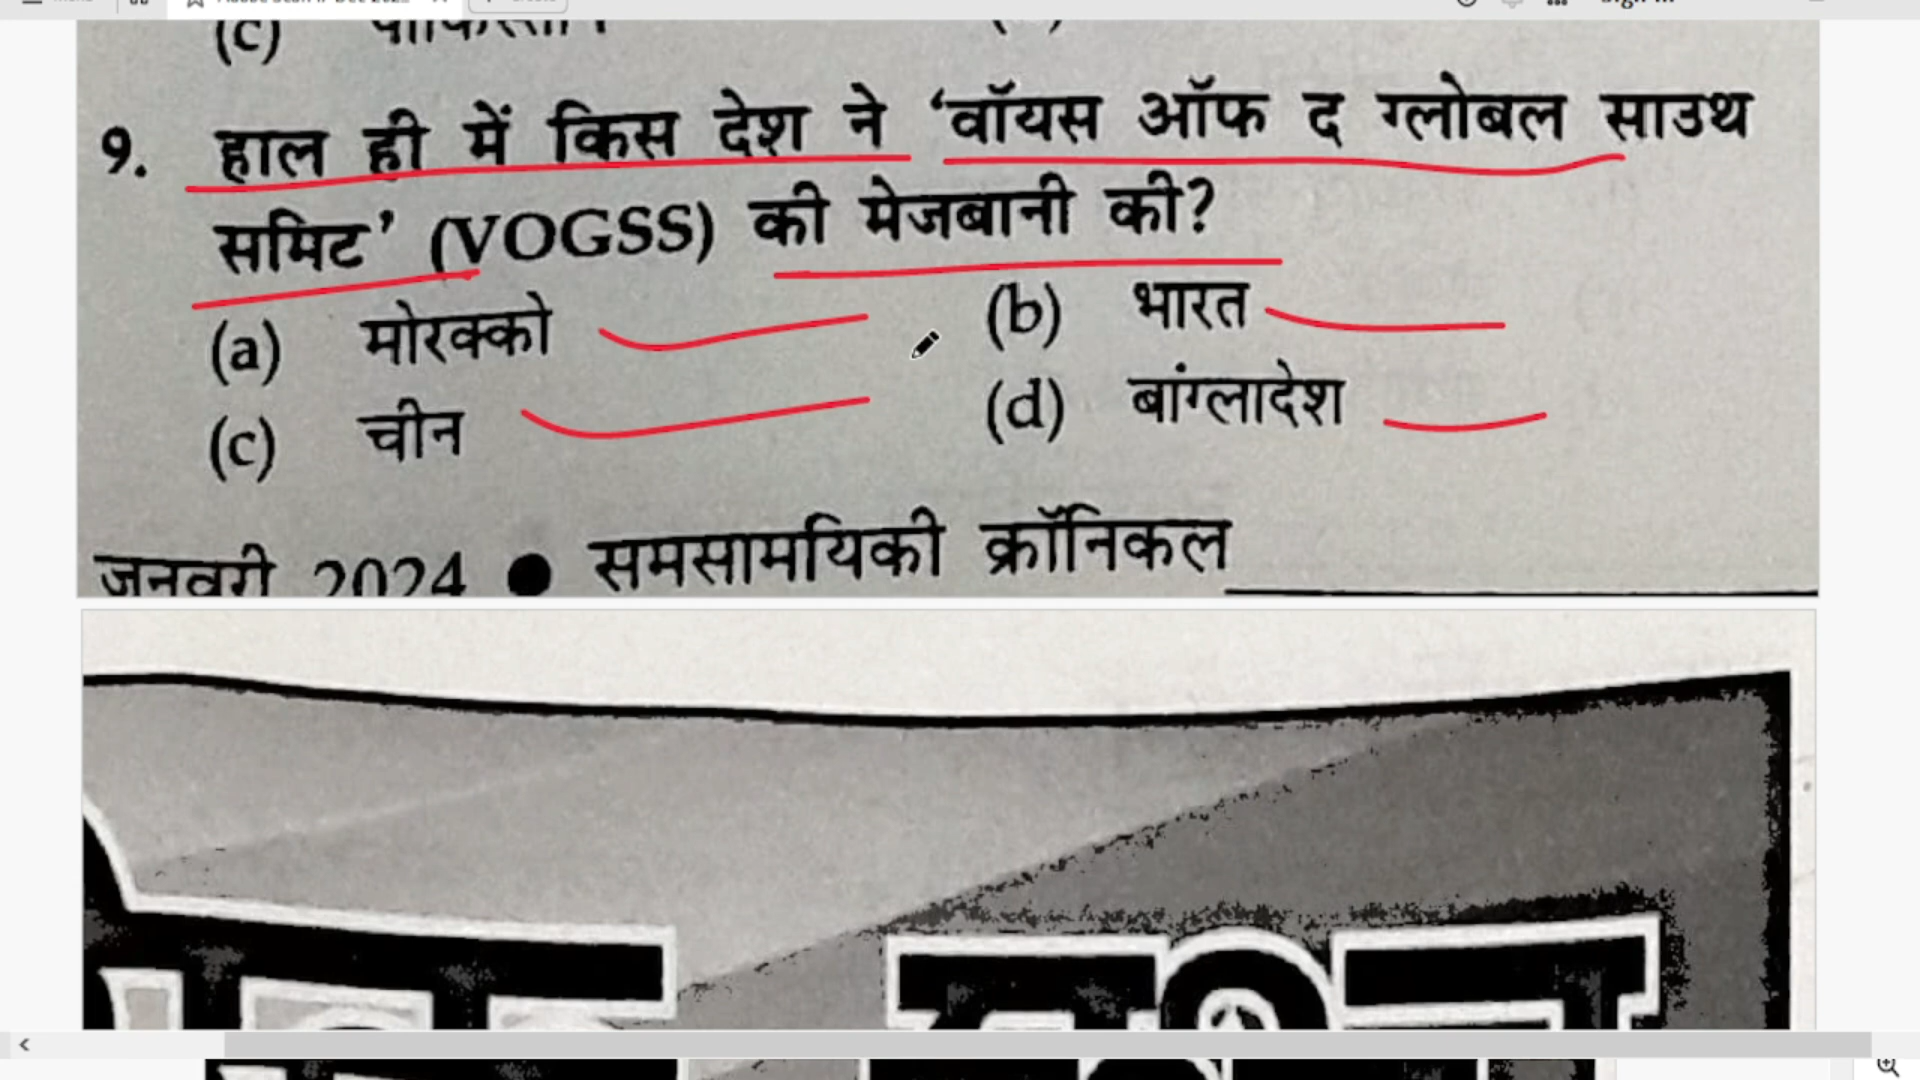 (c) पाकिस्तान
9. हाल ही में किस देश ने ‘वॉयस ऑफ द ग्लोबल साउथ
समिट’ (VOGSS) की मेजबानी की?
(a) मोरक्को (b) भारत
(c) चीन (d) बांग्लादेश
जनवरी 2024 ● समसामयिकी क्रॉनिकल